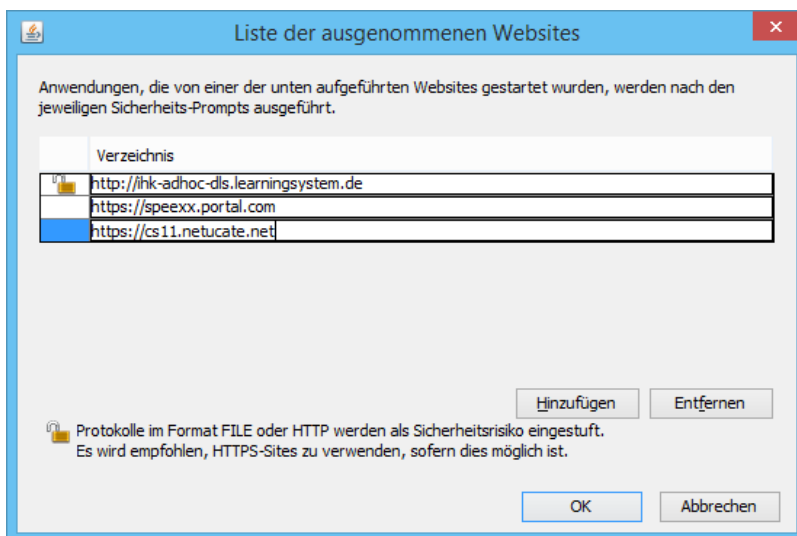 Liste der ausgenommenen Websites
Anwendungen, die von einer der unten aufgeführten Websites gestartet wurden, werden nach den
jeweiligen Sicherheits-Prompts ausgeführt.
Verzeichnis
http://ihk-adhoc-dls.learningsystem.de
https://speexx.portal.com
https://cs11.netucate.net
Hinzufügen Entfernen
Protokolle im Format FILE oder HTTP werden als Sicherheitsrisiko eingestuft.
Es wird empfohlen, HTTPS-Sites zu verwenden, sofern dies möglich ist.
OK Abbrechen